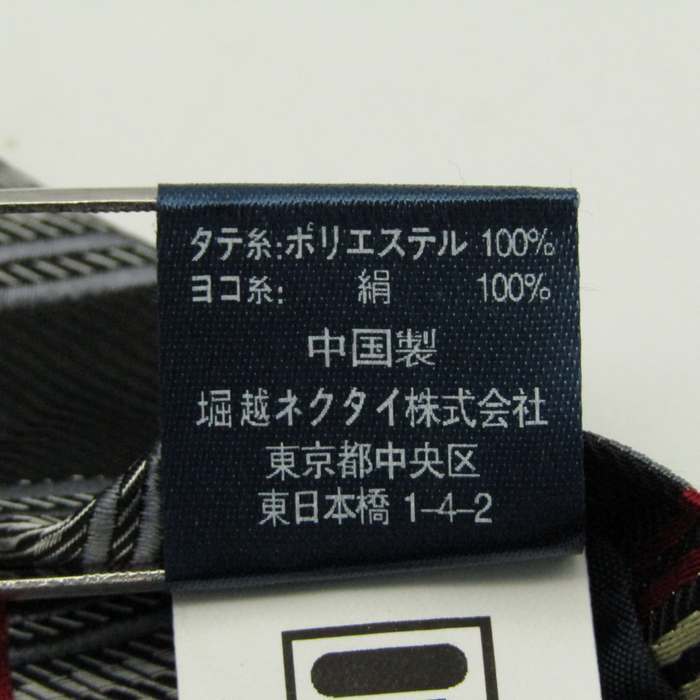 タテ糸:ポリエステル 100%
ヨコ糸: 絹 100%
中国製
堀越ネクタイ株式会社
東京都中央区
東日本橋 1-4-2